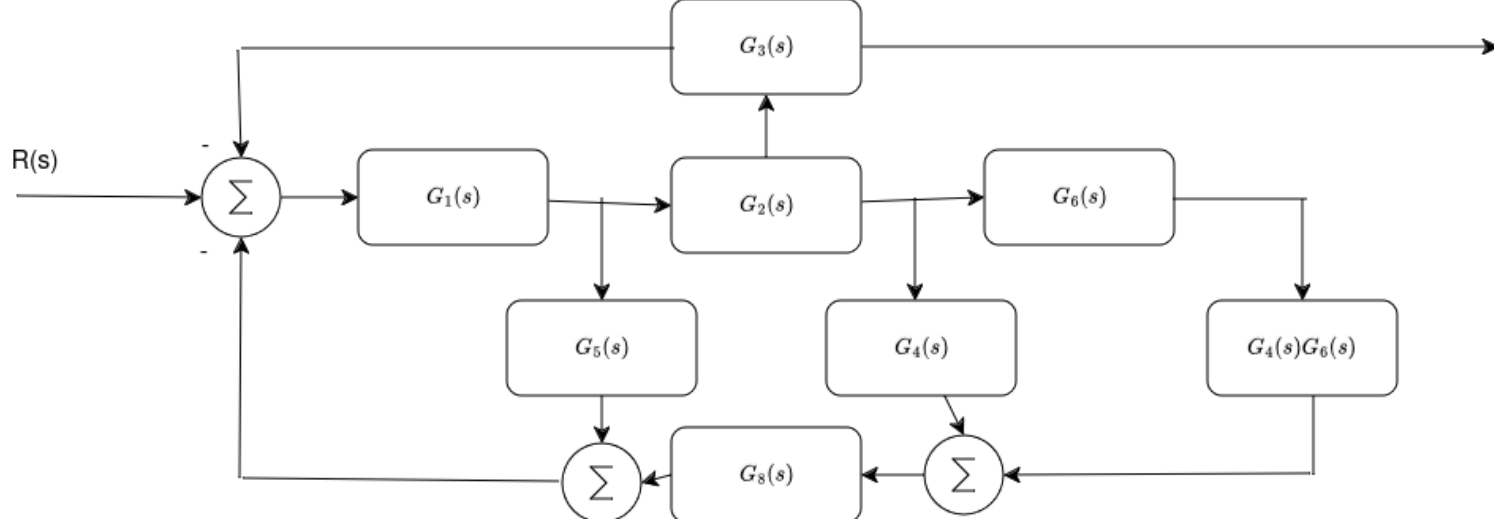 G₃(s)
-
R(s)
∑
G₁(s)
G₂(s)
G₆(s)
-
G₅(s)
G₄(s)
G₄(s)G₆(s)
∑
G₈(s)
∑